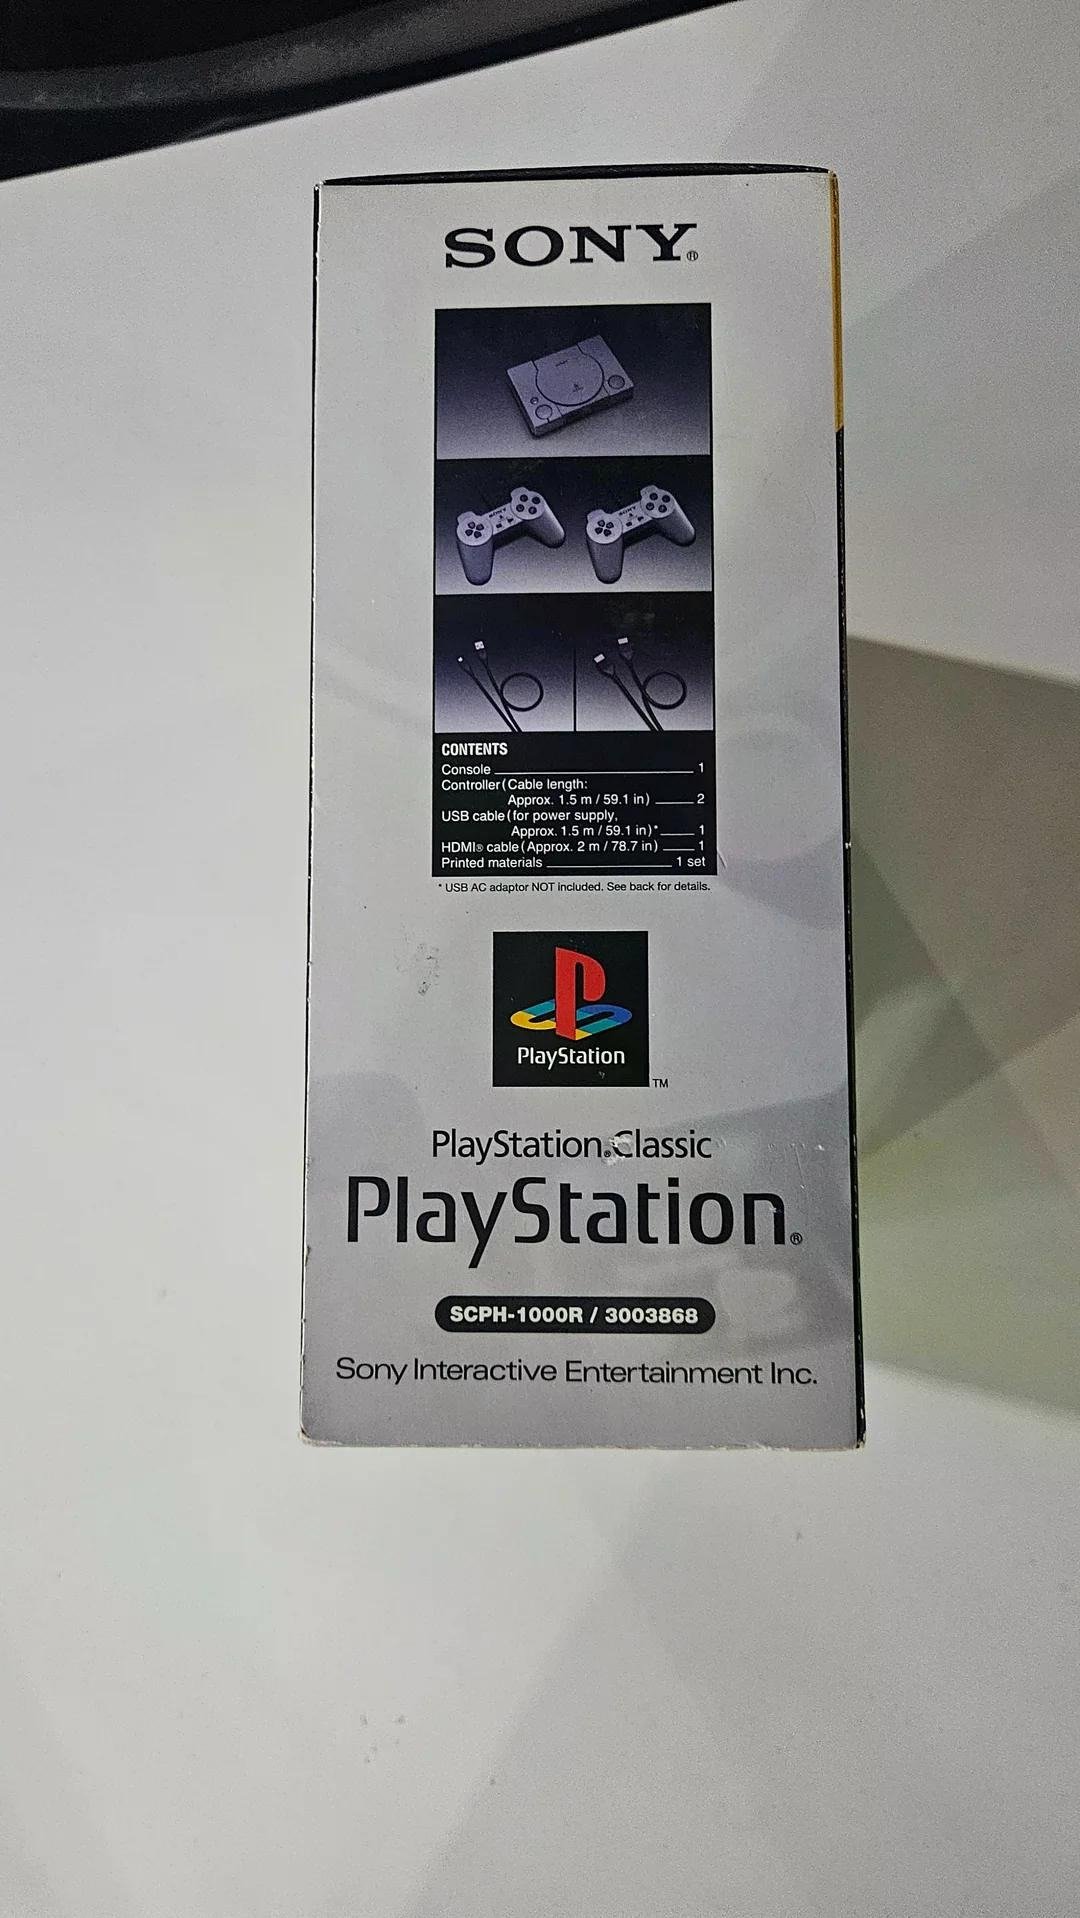 SONY®
SONY SONY
CONTENTS
Console 1
Controller (Cable length:
Approx. 1.5 m / 59.1 in) 2
USB cable (for power supply,
Approx. 1.5 m / 59.1 in)* 1
HDMI® cable (Approx. 2 m / 78.7 in) 1
Printed materials 1 set
* USB AC adaptor NOT included. See back for details.
PlayStation
TM
PlayStation®Classic
PlayStation®
SCPH-1000R / 3003868
Sony Interactive Entertainment Inc.